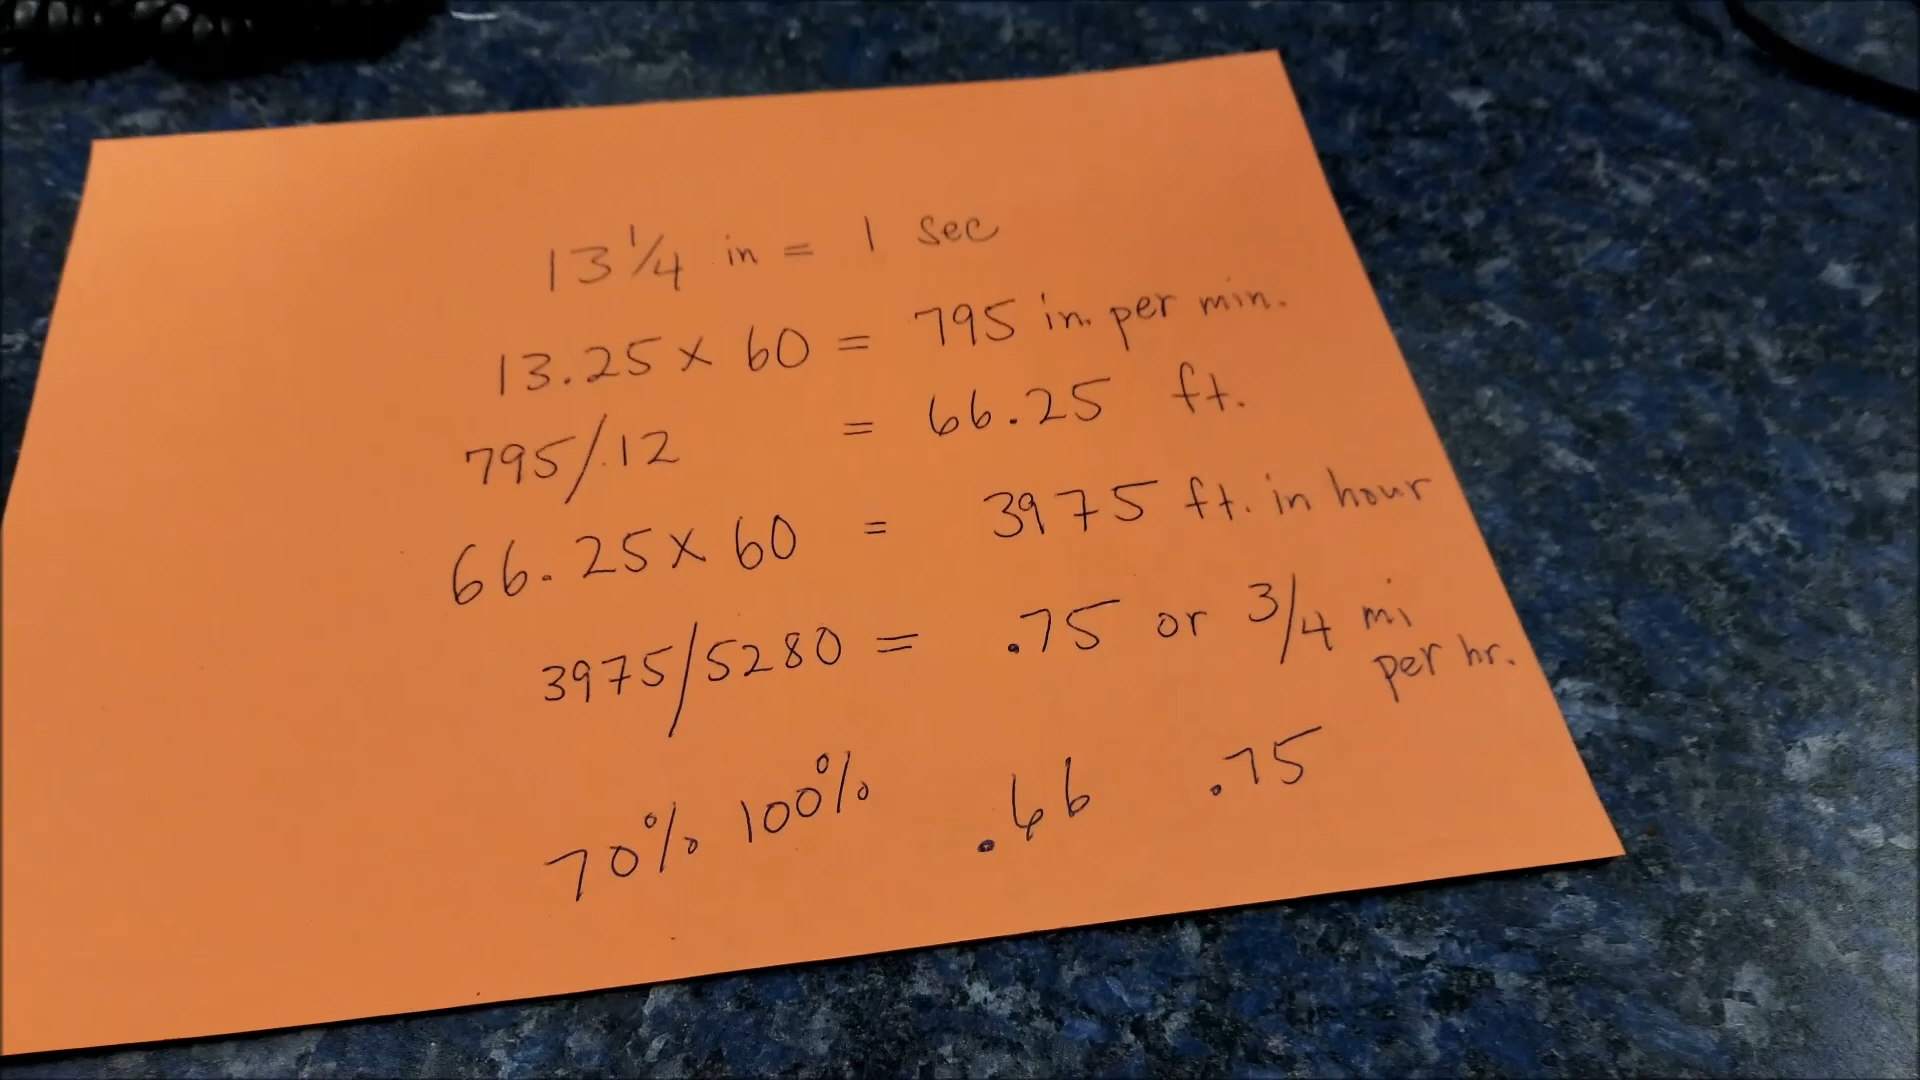 13 1/4 in = 1 sec
13.25 x 60 = 795 in. per min.
795/12 = 66.25 ft.
66.25 x 60 = 3975 ft. in hour
3975/5280 = .75 or 3/4 mi
per hr.
70% 100% .66 .75